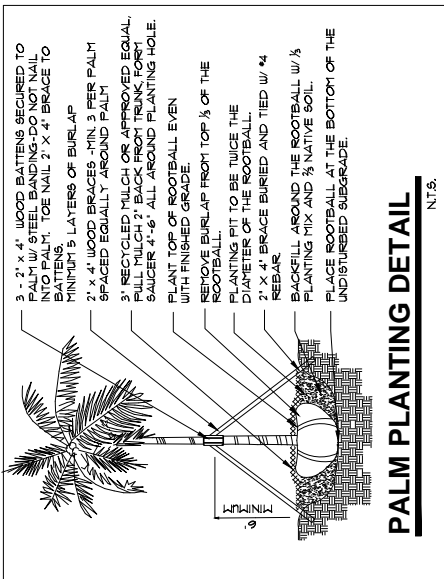 3 - 2" x 4" WOOD BATTENS SECURED TO
PALM W/ STEEL BANDING-DO NOT NAIL
INTO PALM. TOE NAIL 2" X 4" BRACE TO
BATTENS.
MINIMUM 5 LAYERS OF BURLAP
2" x 4" WOOD BRACES -MIN. 3 PER PALM
SPACED EQUALLY AROUND PALM
3" RECYCLED MULCH OR APPROVED EQUAL,
PULL MULCH 2" BACK FROM TRUNK, FORM
SAUCER 4"-6" ALL AROUND PLANTING HOLE.
PLANT TOP OF ROOTBALL EVEN
WITH FINISHED GRADE.
REMOVE BURLAP FROM TOP ⅓ OF THE
ROOTBALL.
PLANTING PIT TO BE TWICE THE
DIAMETER OF THE ROOTBALL.
2" X 4" BRACE BURIED AND TIED W/ #4
REBAR.
BACKFILL AROUND THE ROOTBALL W/ ⅓
PLANTING MIX AND ⅔ NATIVE SOIL.
PLACE ROOTBALL AT THE BOTTOM OF THE
UNDISTURBED SUBGRADE.
6'
MINIMUM
PALM PLANTING DETAIL
N.T.S.